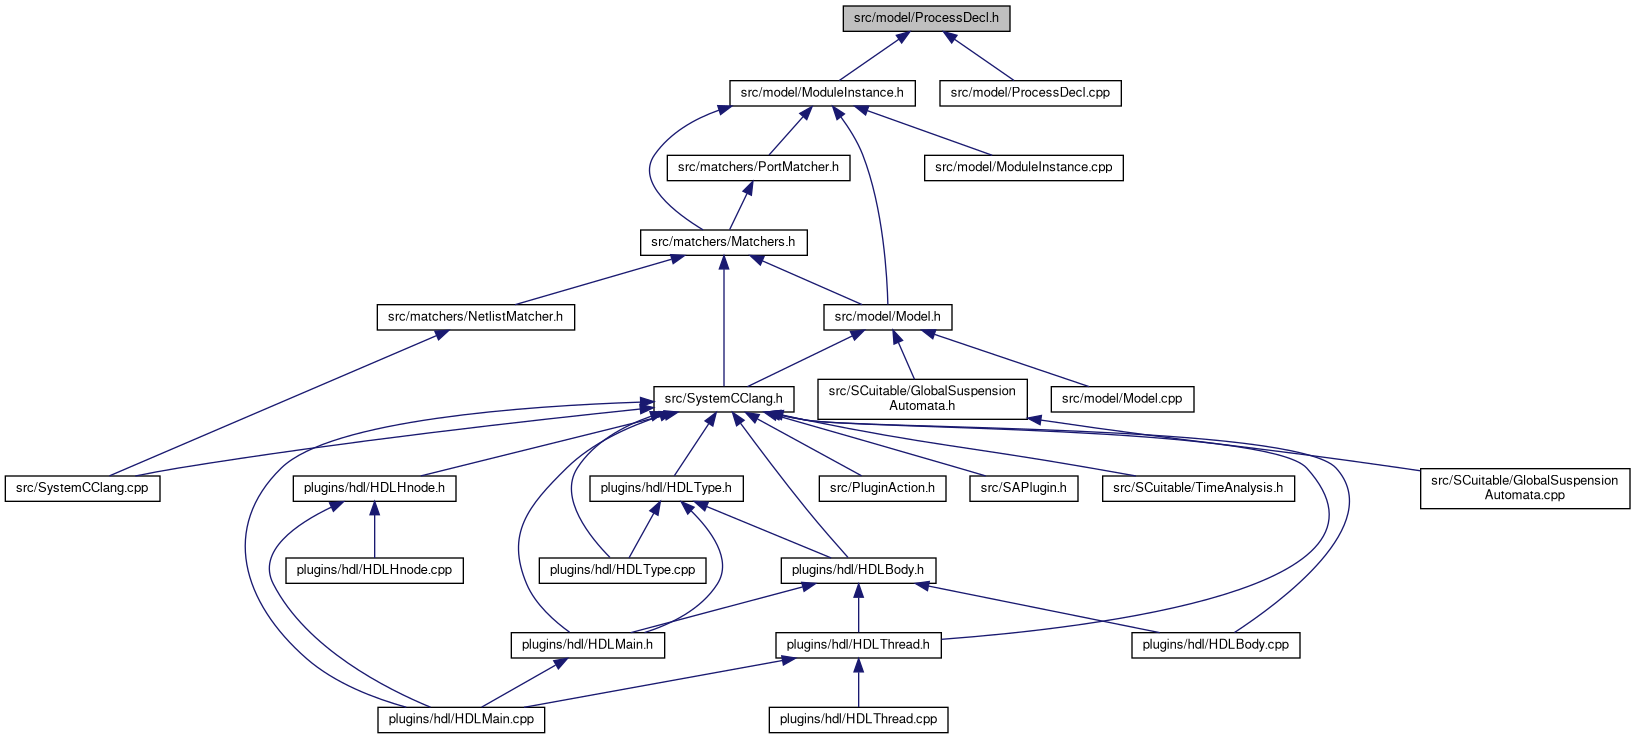 src/model/ProcessDecl.h
src/model/ModuleInstance.h
src/model/ProcessDecl.cpp
src/matchers/PortMatcher.h
src/model/ModuleInstance.cpp
src/matchers/Matchers.h
src/matchers/NetlistMatcher.h
src/model/Model.h
src/SystemCClang.h
src/SCuitable/GlobalSuspension
Automata.h
src/model/Model.cpp
src/SystemCClang.cpp
plugins/hdl/HDLHnode.h
plugins/hdl/HDLType.h
src/PluginAction.h
src/SAPlugin.h
src/SCuitable/TimeAnalysis.h
src/SCuitable/GlobalSuspension
Automata.cpp
plugins/hdl/HDLHnode.cpp
plugins/hdl/HDLType.cpp
plugins/hdl/HDLBody.h
plugins/hdl/HDLMain.h
plugins/hdl/HDLThread.h
plugins/hdl/HDLBody.cpp
plugins/hdl/HDLMain.cpp
plugins/hdl/HDLThread.cpp